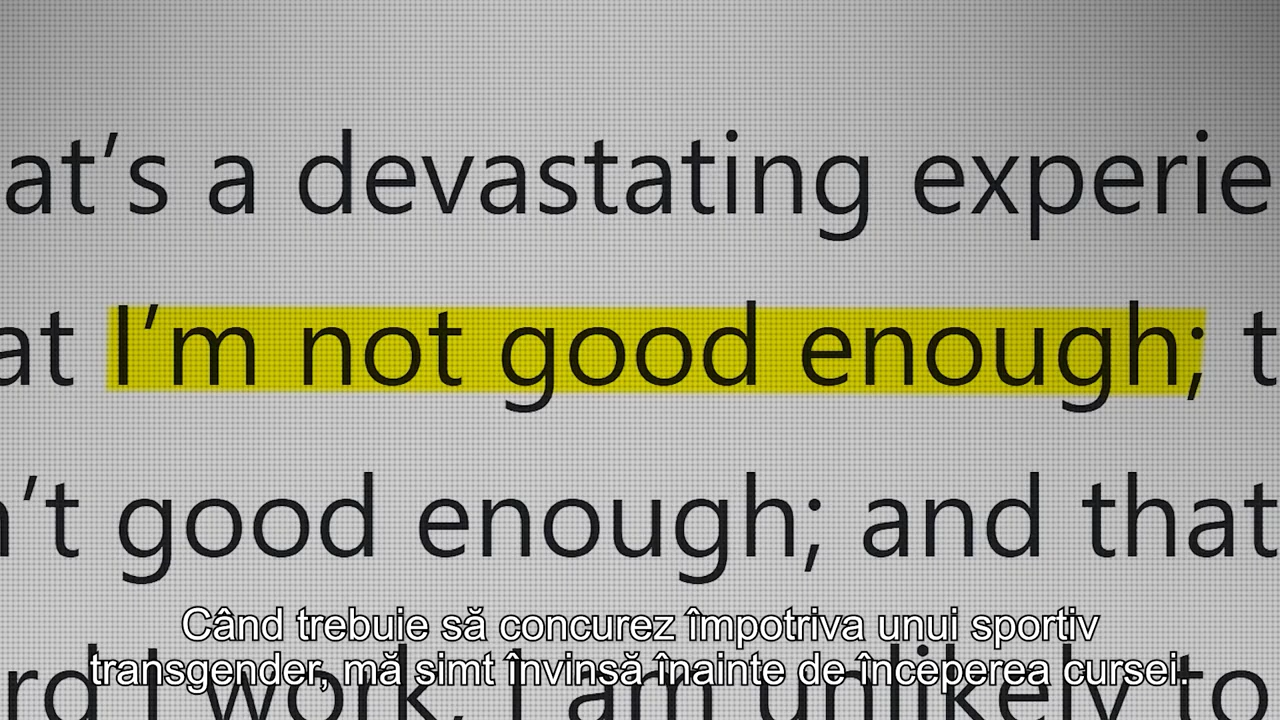 at's a devastating experie
at I'm not good enough; t
't good enough; and that
rd I work, I am unlikely to
Când trebuie să concurez împotriva unui sportiv
transgender, mă simt învinsă înainte de începerea cursei.